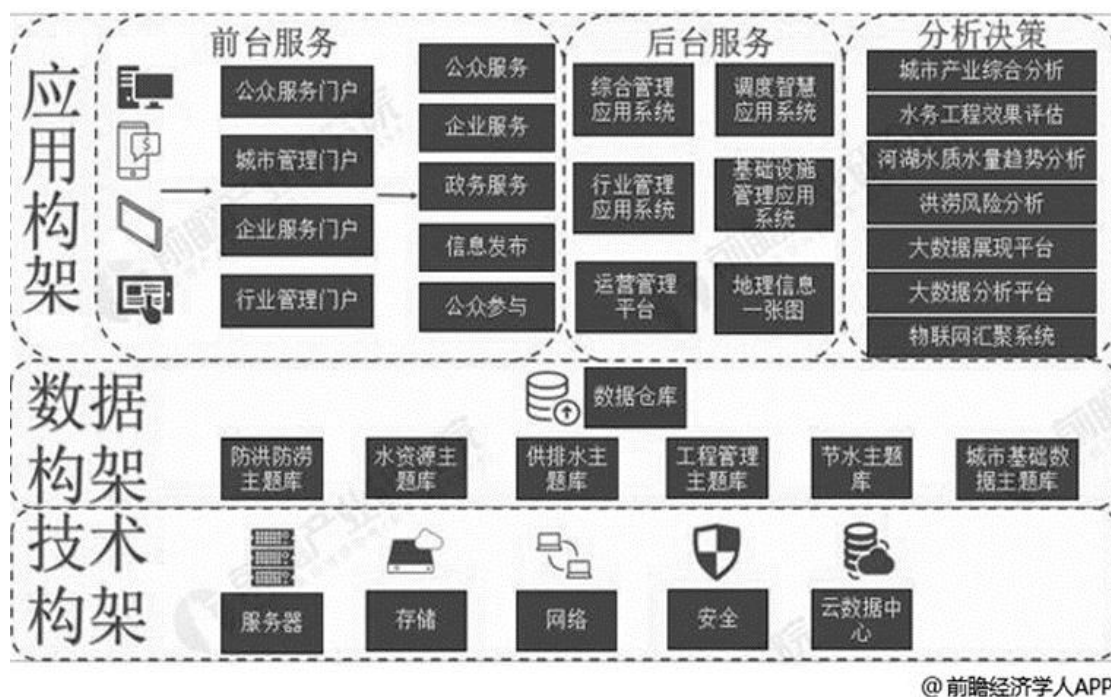 应用构架
前台服务
公众服务门户
城市管理门户
企业服务门户
行业管理门户
公众服务
企业服务
政务服务
信息发布
公众参与
后台服务
综合管理
应用系统
调度智慧
应用系统
行业管理
应用系统
基础设施
管理应用
系统
运营管理
平台
地理信息
一张图
分析决策
城市产业综合分析
水务工程效果评估
河湖水质水量趋势分析
洪涝风险分析
大数据展现平台
大数据分析平台
物联网汇聚系统
数据
构架
数据仓库
防洪防涝
主题库
水资源主
题库
供排水主
题库
工程管理
主题库
节水主题
库
城市基础数
据主题库
技术
构架
服务器
存储
网络
安全
云数据中
心
@前瞻经济学人APP